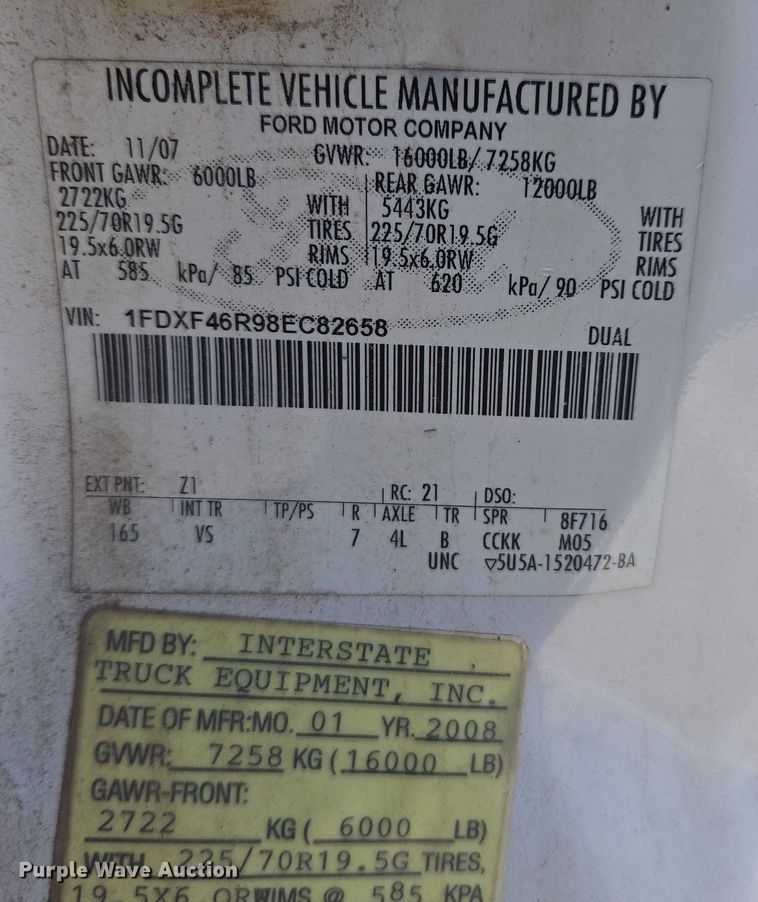 INCOMPLETE VEHICLE MANUFACTURED BY
FORD MOTOR COMPANY
DATE: 11/07 GVWR: 16000LB/ 7258KG
FRONT GAWR: 6000LB REAR GAWR: 12000LB
2722KG WITH 5443KG WITH
225/70R19.5G TIRES 225/70R19.5G TIRES
19.5x6.0RW RIMS 19.5x6.0RW RIMS
AT 585 kPa/ 85 PSI COLD AT 620 kPa/ 90 PSI COLD
VIN: 1FDXF46R98EC82658 DUAL
EXT PNT: Z1 RC: 21 DSO:
WB INT TR TP/PS R AXLE TR SPR 8F716
165 VS 7 4L B CCKK M05
UNC ▽5U5A-1520472-BA
MFD BY: INTERSTATE
TRUCK EQUIPMENT, INC.
DATE OF MFR:MO. 01 YR. 2008
GVWR: 7258 KG (16000 LB)
GAWR-FRONT:
2722 KG ( 6000 LB)
WITH 225/70R19.5G TIRES,
19.5X6.0RWIMS @ 585 KPA
Purple Wave Auction